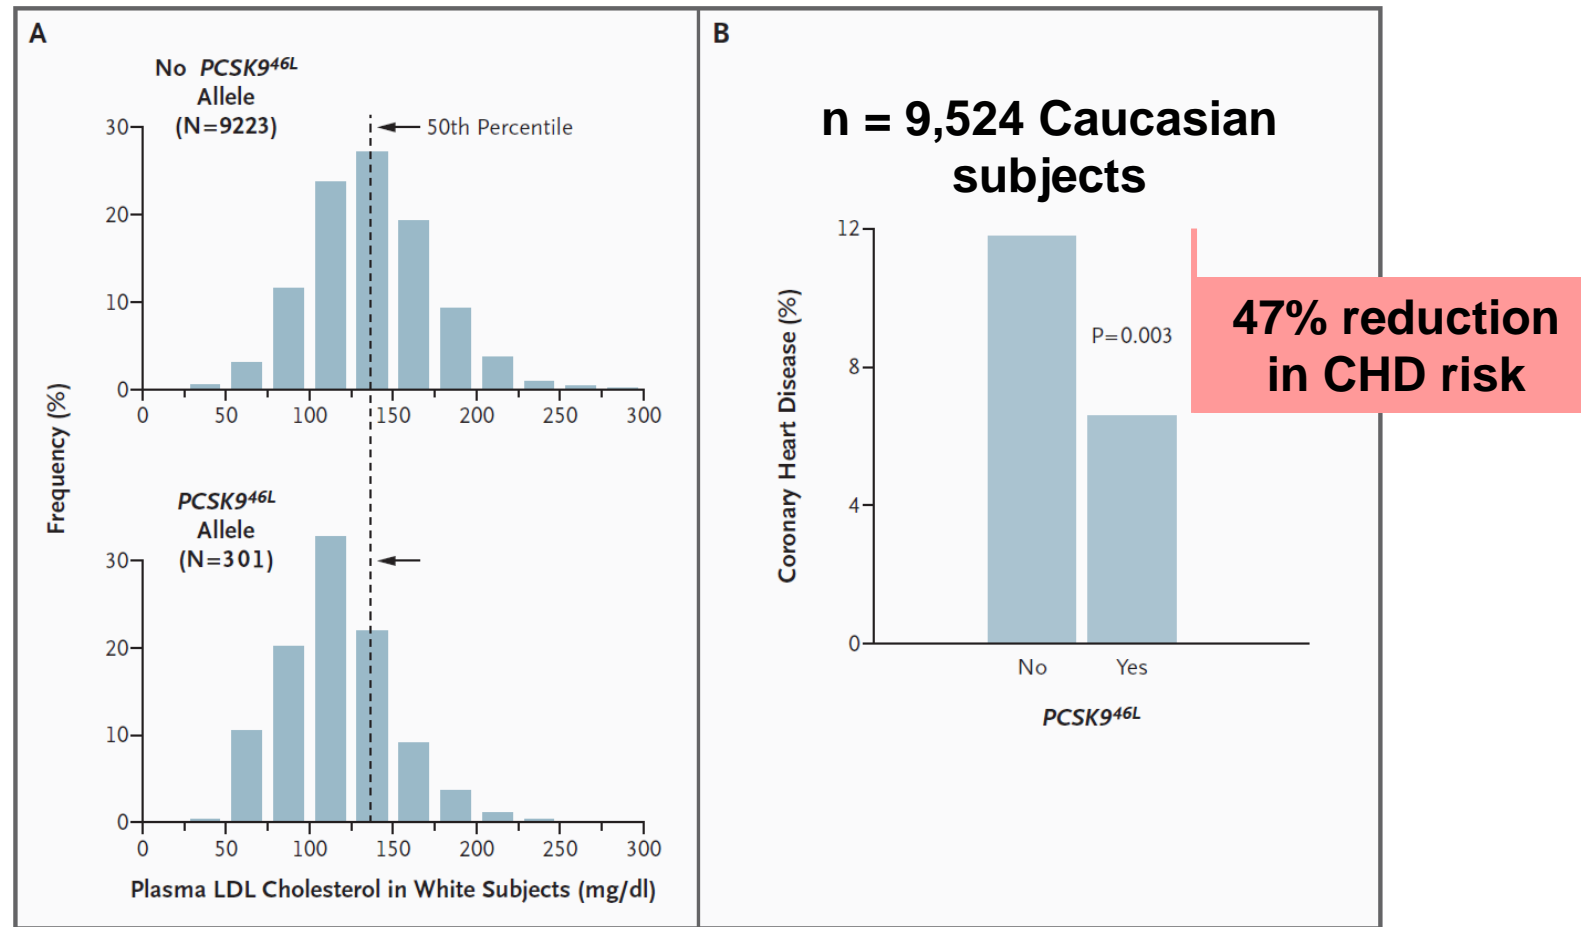 A
No PCSK9⁴⁶ᴸ
Allele
(N=9223)
50th Percentile
30
20
10
0
0 50 100 150 200 250 300
Frequency (%)
PCSK9⁴⁶ᴸ
Allele
(N=301)
30
20
10
0
0 50 100 150 200 250 300
Plasma LDL Cholesterol in White Subjects (mg/dl)
B
n = 9,524 Caucasian
subjects
12
8
4
0
Coronary Heart Disease (%)
P=0.003
47% reduction
in CHD risk
No Yes
PCSK9⁴⁶ᴸ